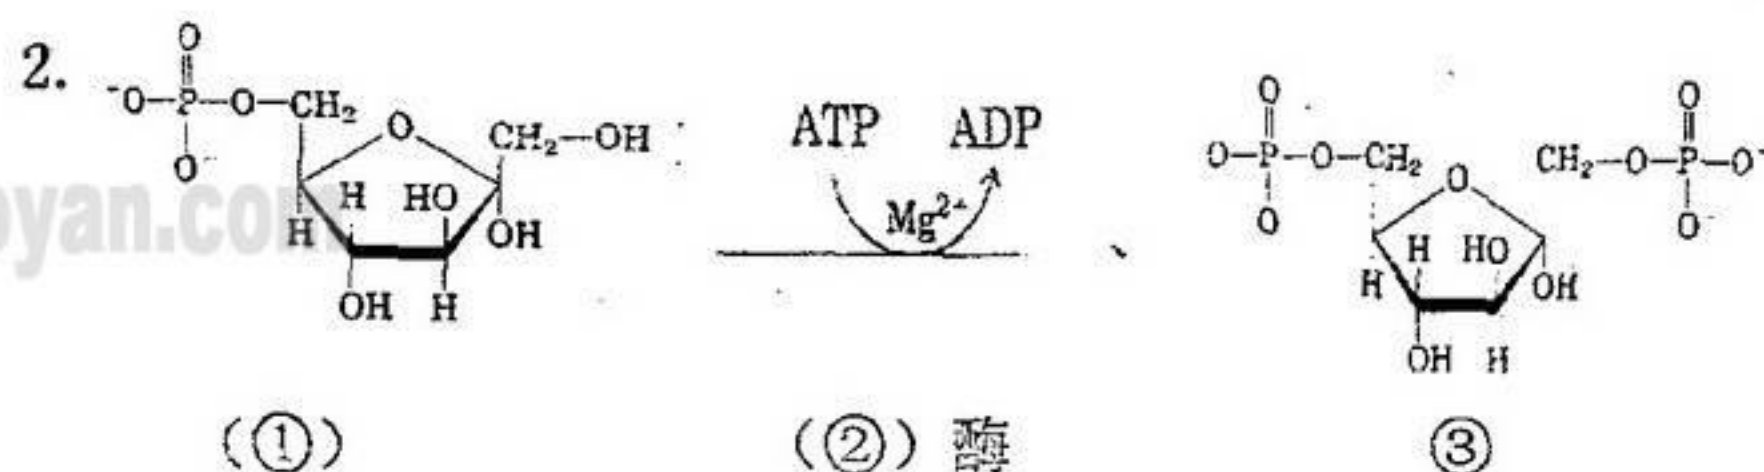 2.
O
⁻O—P—O—CH₂
O⁻
O
CH₂—OH
H
HO
H
OH
OH
H
ATP ADP
Mg²⁺
O
O—P—O—CH₂
O
O
CH₂—O—P—O⁻
O
O⁻
H
HO
H
OH
OH
H
(①) (②) 酶 ③
oyan.com